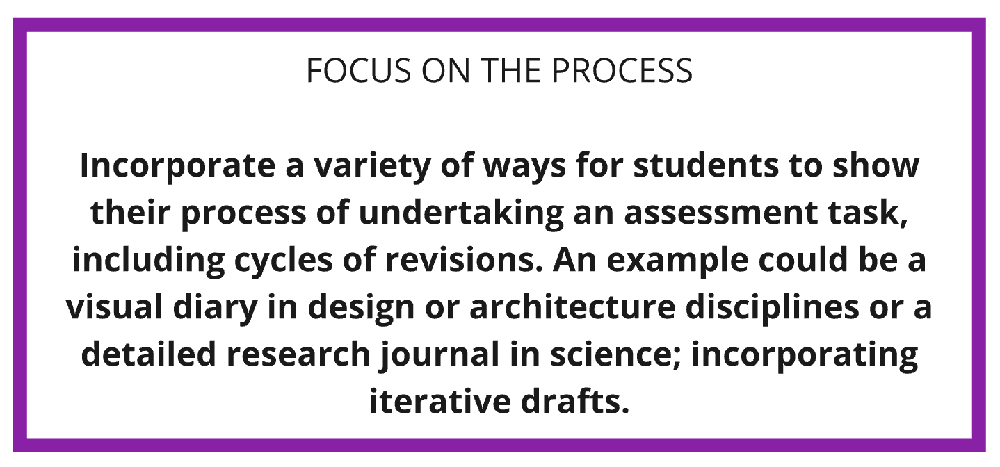 FOCUS ON THE PROCESS
Incorporate a variety of ways for students to show
their process of undertaking an assessment task,
including cycles of revisions. An example could be a
visual diary in design or architecture disciplines or a
detailed research journal in science; incorporating
iterative drafts.